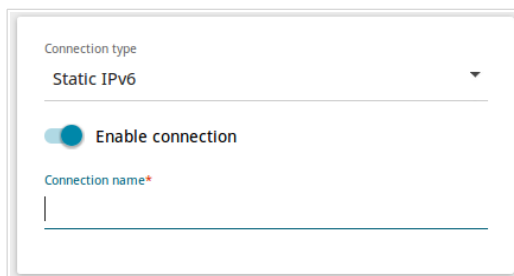 Connection type
Static IPv6
Enable connection
Connection name*